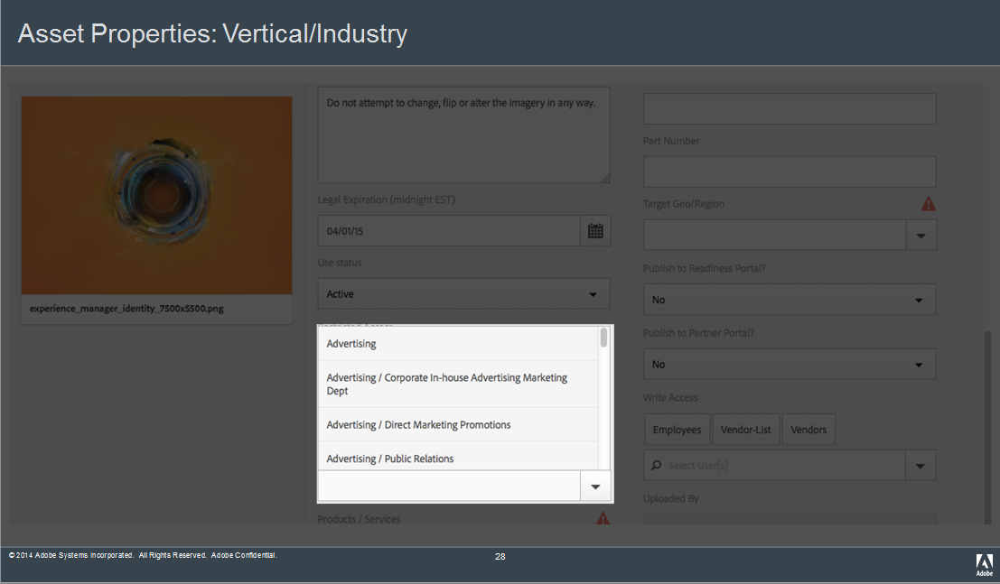 Asset Properties: Vertical/Industry
experience_manager_identity_7500x5500.png
Do not attempt to change, flip or alter the imagery in any way.
Legal Expiration (midnight EST)
04/01/15
Use status
Active
Advertising
Advertising / Corporate In-house Advertising Marketing
Dept
Advertising / Direct Marketing Promotions
Advertising / Public Relations
Products / Services
Part Number
Target Geo/Region
Publish to Readiness Portal?
No
Publish to Partner Portal?
No
Write Access
Employees
Vendor-List
Vendors
Select User(s)
Uploaded By
© 2014 Adobe Systems Incorporated. All Rights Reserved. Adobe Confidential.
28
Adobe